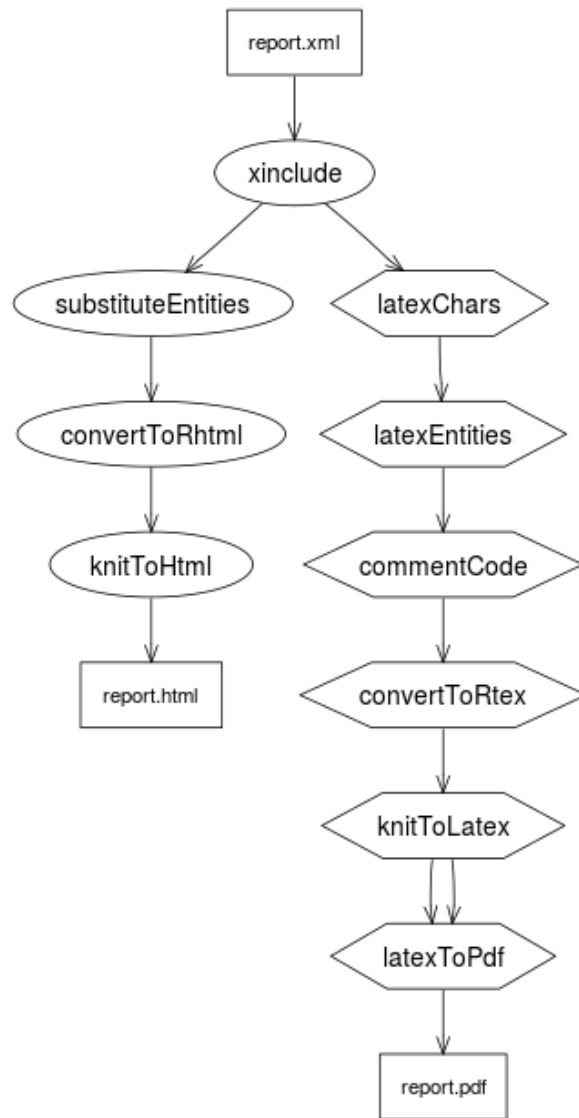 report.xml
xinclude
substituteEntities
latexChars
convertToRhtml
latexEntities
knitToHtml
commentCode
report.html
convertToRtex
knitToLatex
latexToPdf
report.pdf